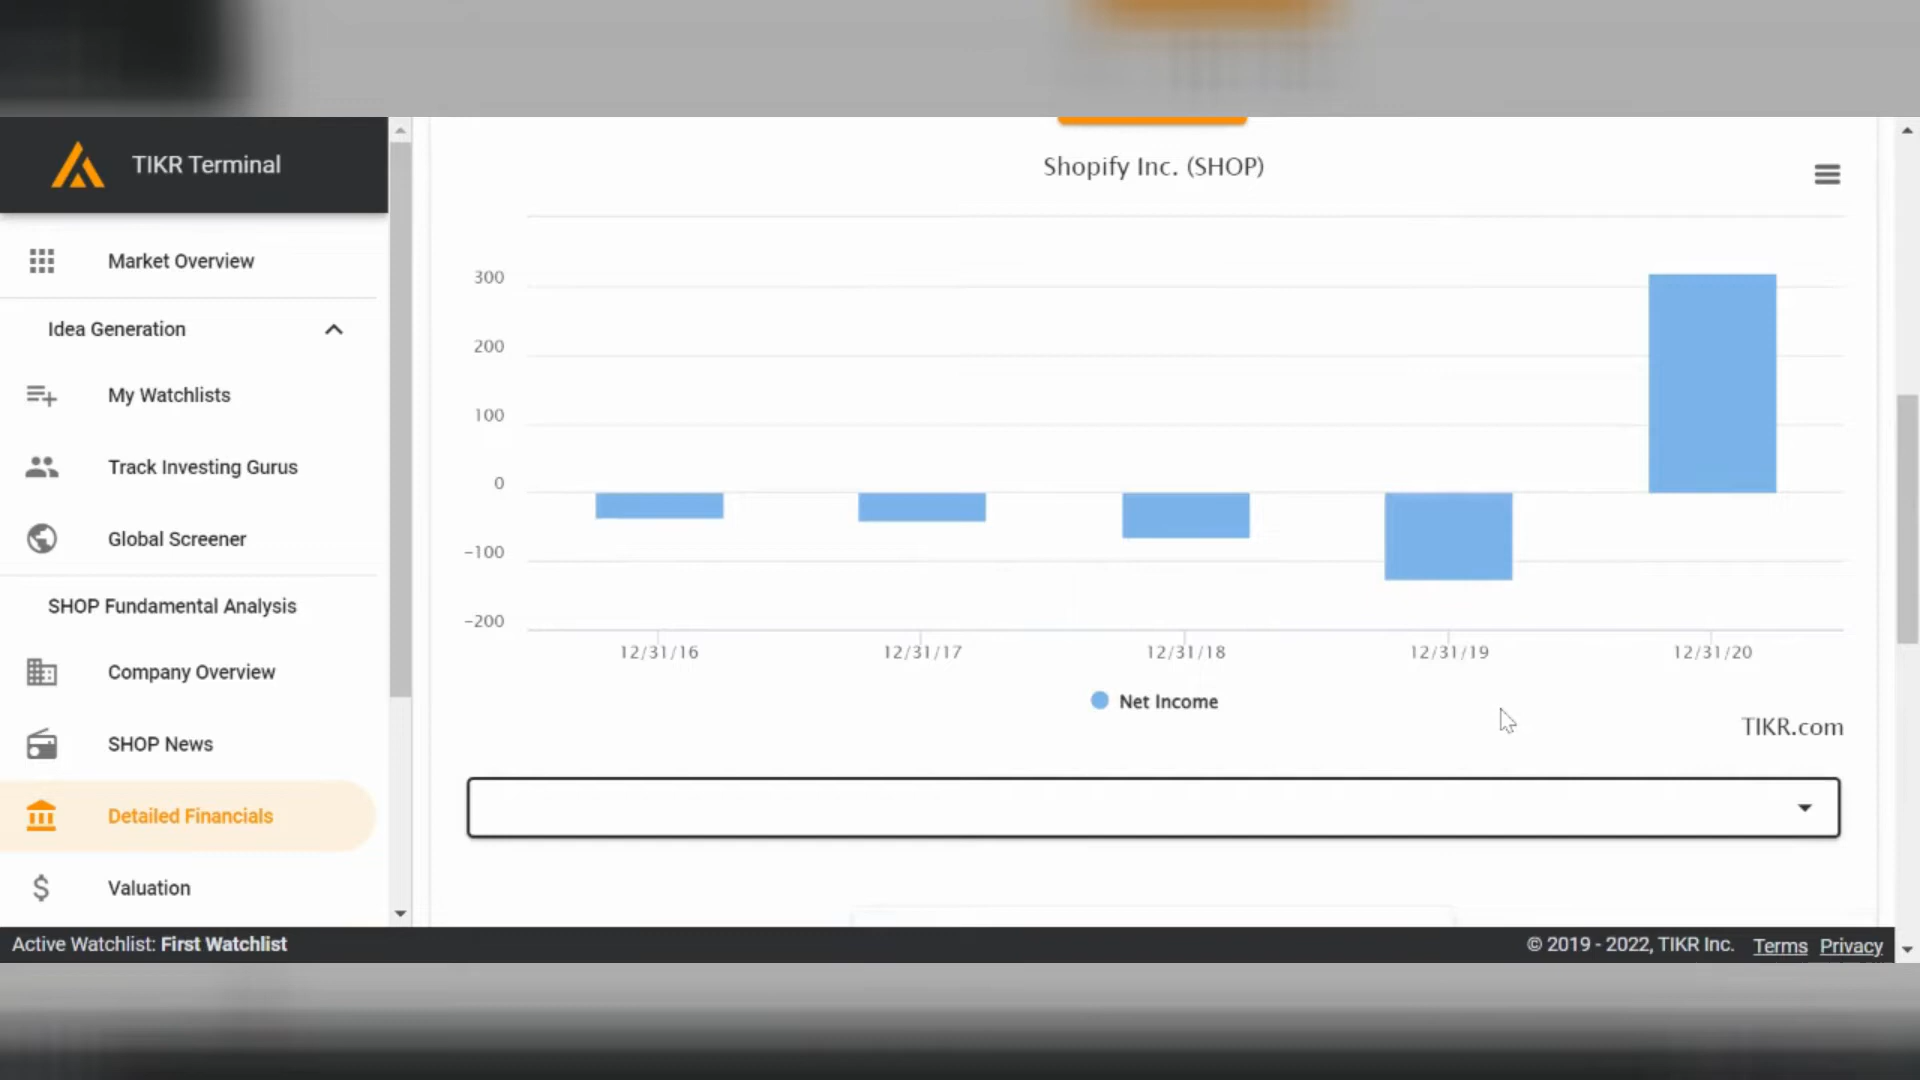 TIKR Terminal
Market Overview
Idea Generation
My Watchlists
Track Investing Gurus
Global Screener
SHOP Fundamental Analysis
Company Overview
SHOP News
Detailed Financials
Valuation
Shopify Inc. (SHOP)
300
200
100
0
-100
-200
12/31/16 12/31/17 12/31/18 12/31/19 12/31/20
Net Income
TIKR.com
Active Watchlist: First Watchlist
© 2019 - 2022, TIKR Inc. Terms Privacy